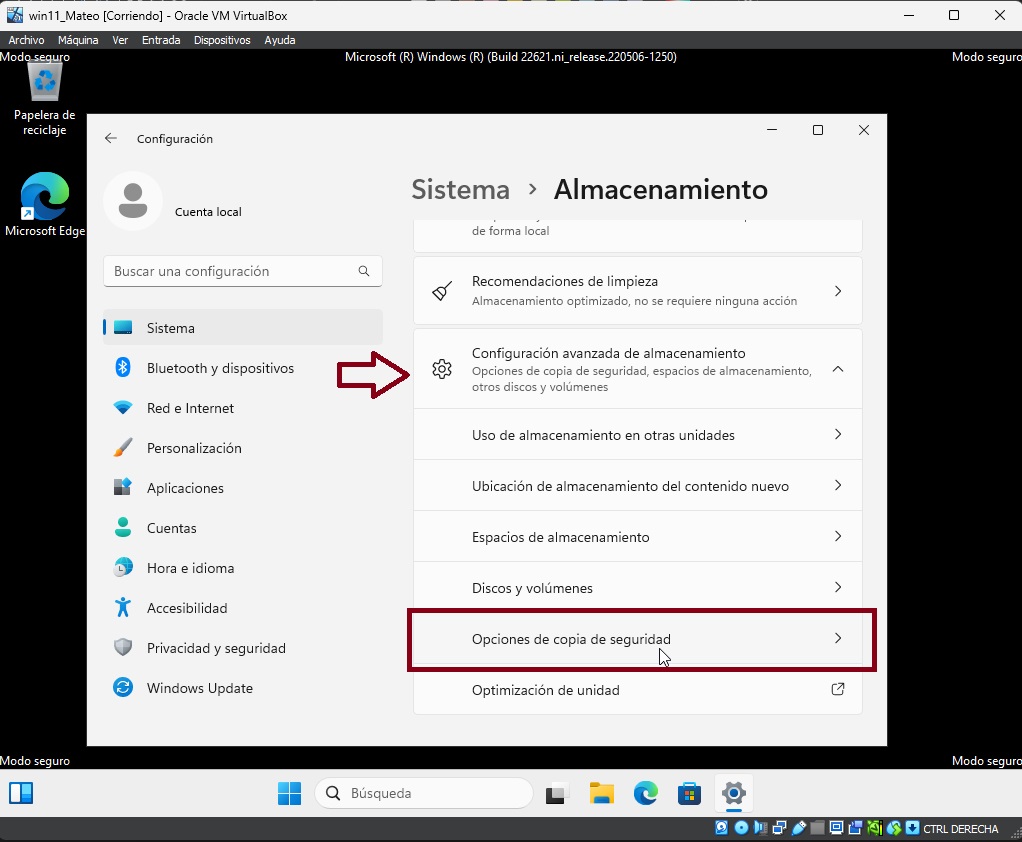 win11_Mateo [Corriendo] - Oracle VM VirtualBox
Archivo Máquina Ver Entrada Dispositivos Ayuda
Modo seguro
Microsoft (R) Windows (R) (Build 22621.ni_release.220506-1250)
Modo seguro
Papelera de
reciclaje
Microsoft Edge
Configuración
Cuenta local
Buscar una configuración
Sistema
Bluetooth y dispositivos
Red e Internet
Personalización
Aplicaciones
Cuentas
Hora e idioma
Accesibilidad
Privacidad y seguridad
Windows Update
Sistema > Almacenamiento
de forma local
Recomendaciones de limpieza
Almacenamiento optimizado, no se requiere ninguna acción
Configuración avanzada de almacenamiento
Opciones de copia de seguridad, espacios de almacenamiento,
otros discos y volúmenes
Uso de almacenamiento en otras unidades
Ubicación de almacenamiento del contenido nuevo
Espacios de almacenamiento
Discos y volúmenes
Opciones de copia de seguridad
Optimización de unidad
Modo seguro
Modo seguro
Búsqueda
CTRL DERECHA